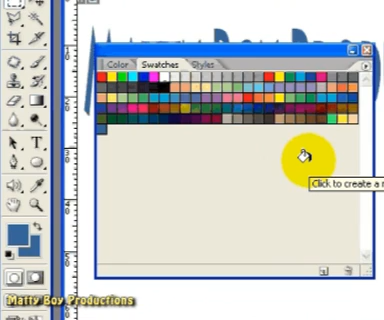 Color
Swatches
Styles
Click to create a
Matty Boy Productions